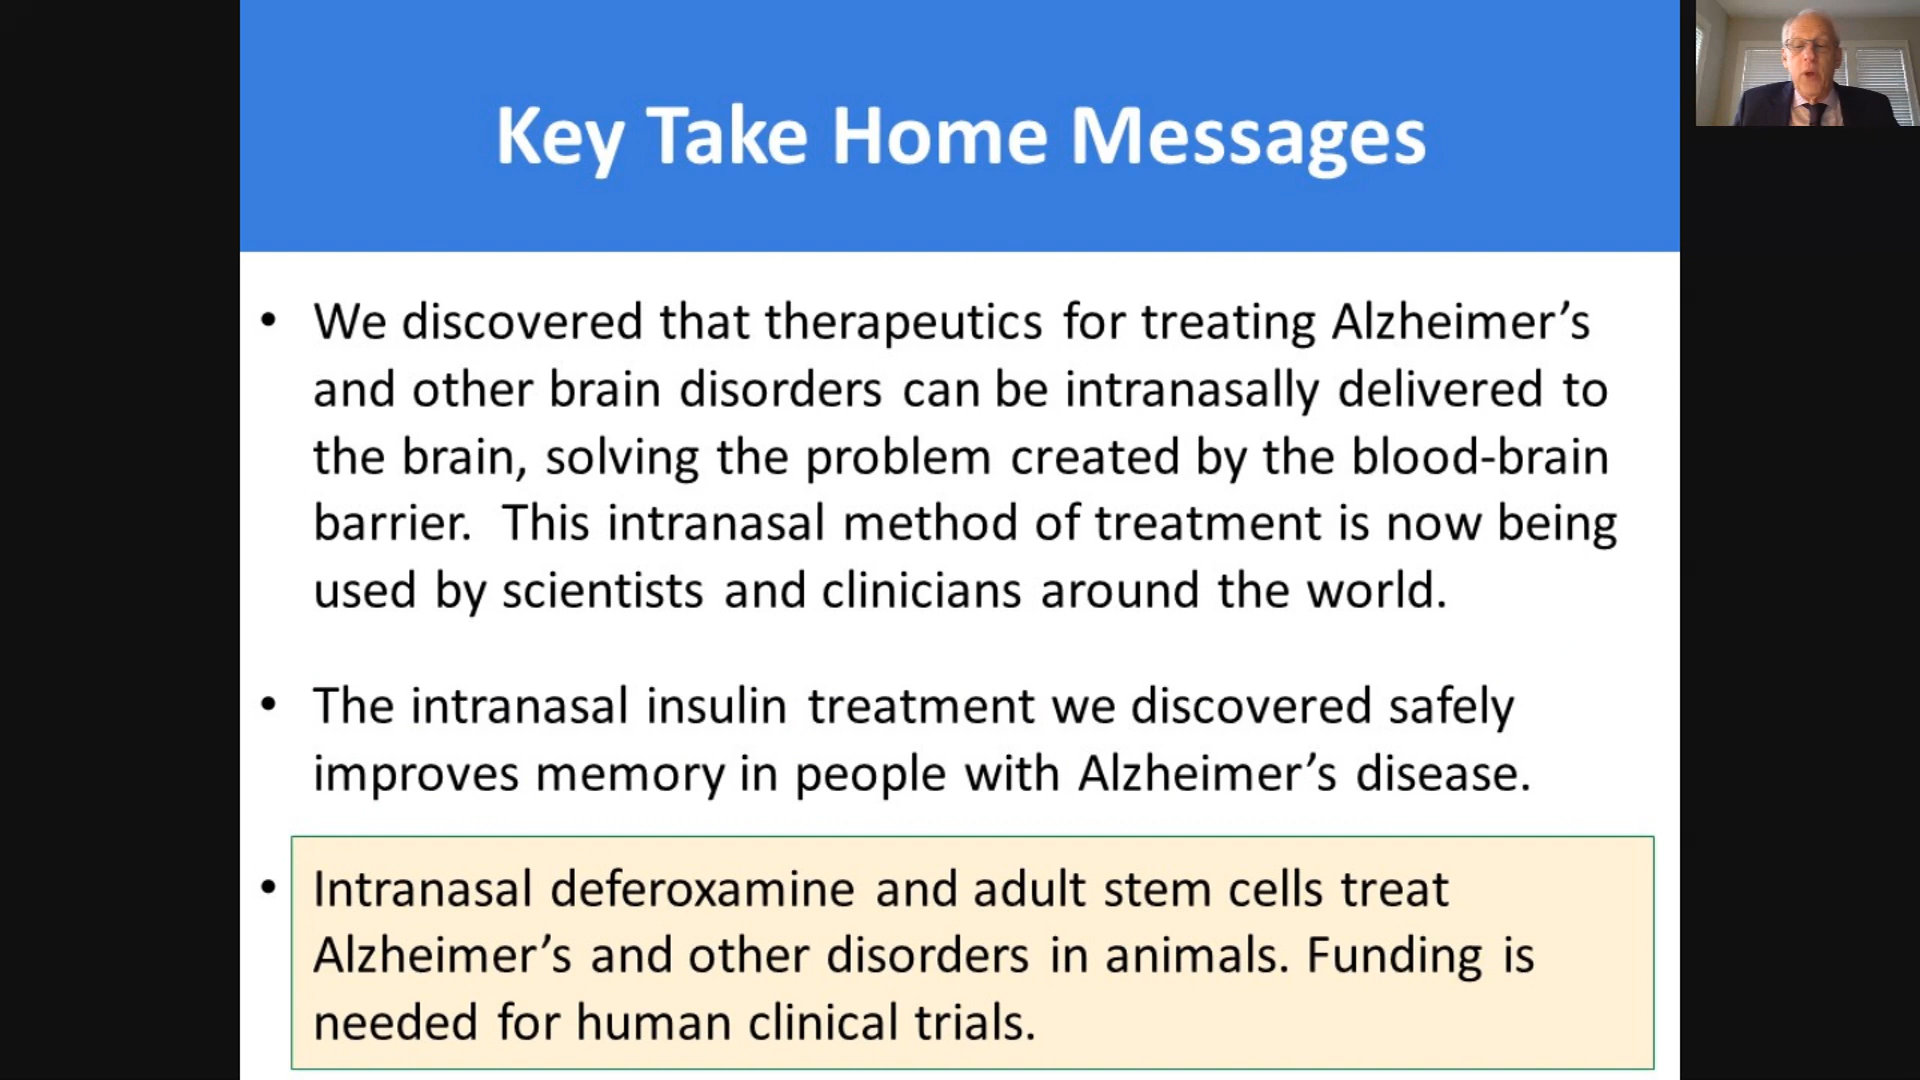 Key Take Home Messages
• We discovered that therapeutics for treating Alzheimer’s
and other brain disorders can be intranasally delivered to
the brain, solving the problem created by the blood-brain
barrier.  This intranasal method of treatment is now being
used by scientists and clinicians around the world.
• The intranasal insulin treatment we discovered safely
improves memory in people with Alzheimer’s disease.
• Intranasal deferoxamine and adult stem cells treat
Alzheimer’s and other disorders in animals. Funding is
needed for human clinical trials.